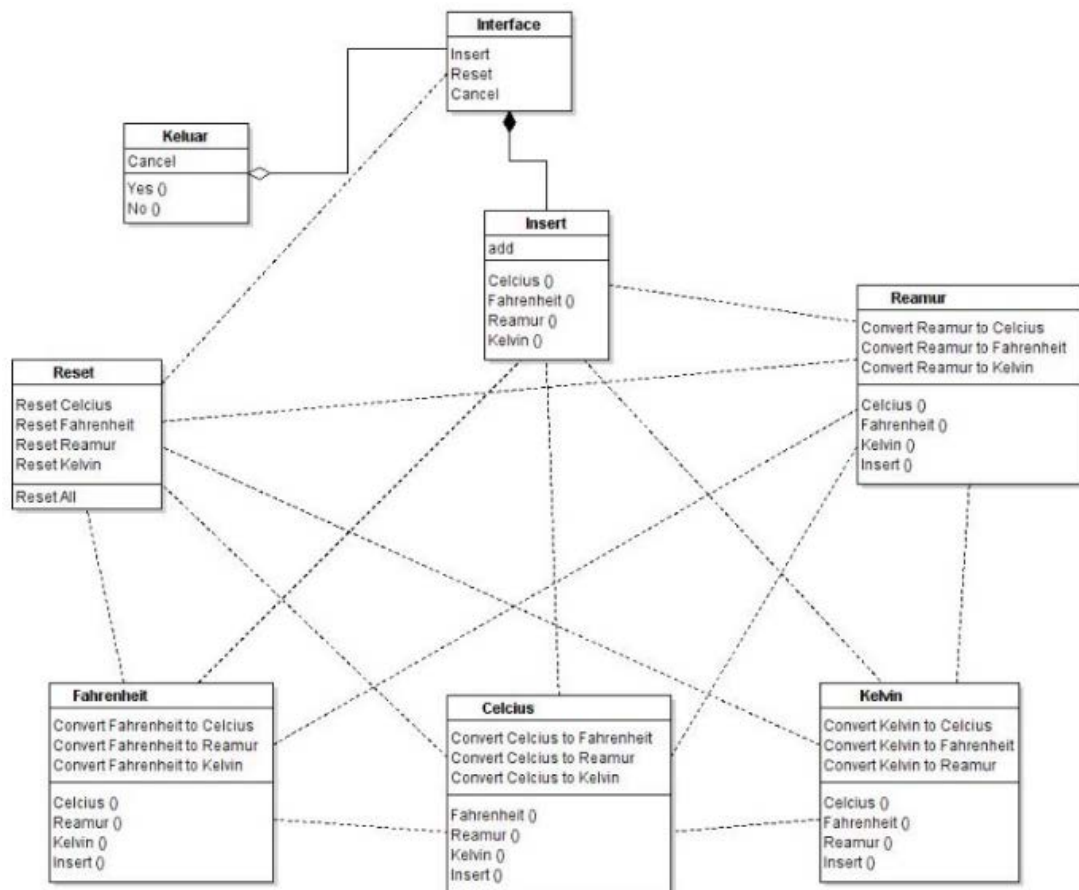 Interface
Insert
Reset
Cancel
Keluar
Cancel
Yes ()
No ()
Insert
add
Celcius ()
Fahrenheit ()
Reamur ()
Kelvin ()
Reamur
Convert Reamur to Celcius
Convert Reamur to Fahrenheit
Convert Reamur to Kelvin
Celcius ()
Fahrenheit ()
Kelvin ()
Insert ()
Reset
Reset Celcius
Reset Fahrenheit
Reset Reamur
Reset Kelvin
Reset All
Fahrenheit
Convert Fahrenheit to Celcius
Convert Fahrenheit to Reamur
Convert Fahrenheit to Kelvin
Celcius ()
Reamur ()
Kelvin ()
Insert ()
Celcius
Convert Celcius to Fahrenheit
Convert Celcius to Reamur
Convert Celcius to Kelvin
Fahrenheit ()
Reamur ()
Kelvin ()
Insert ()
Kelvin
Convert Kelvin to Celcius
Convert Kelvin to Fahrenheit
Convert Kelvin to Reamur
Celcius ()
Fahrenheit ()
Reamur ()
Insert ()